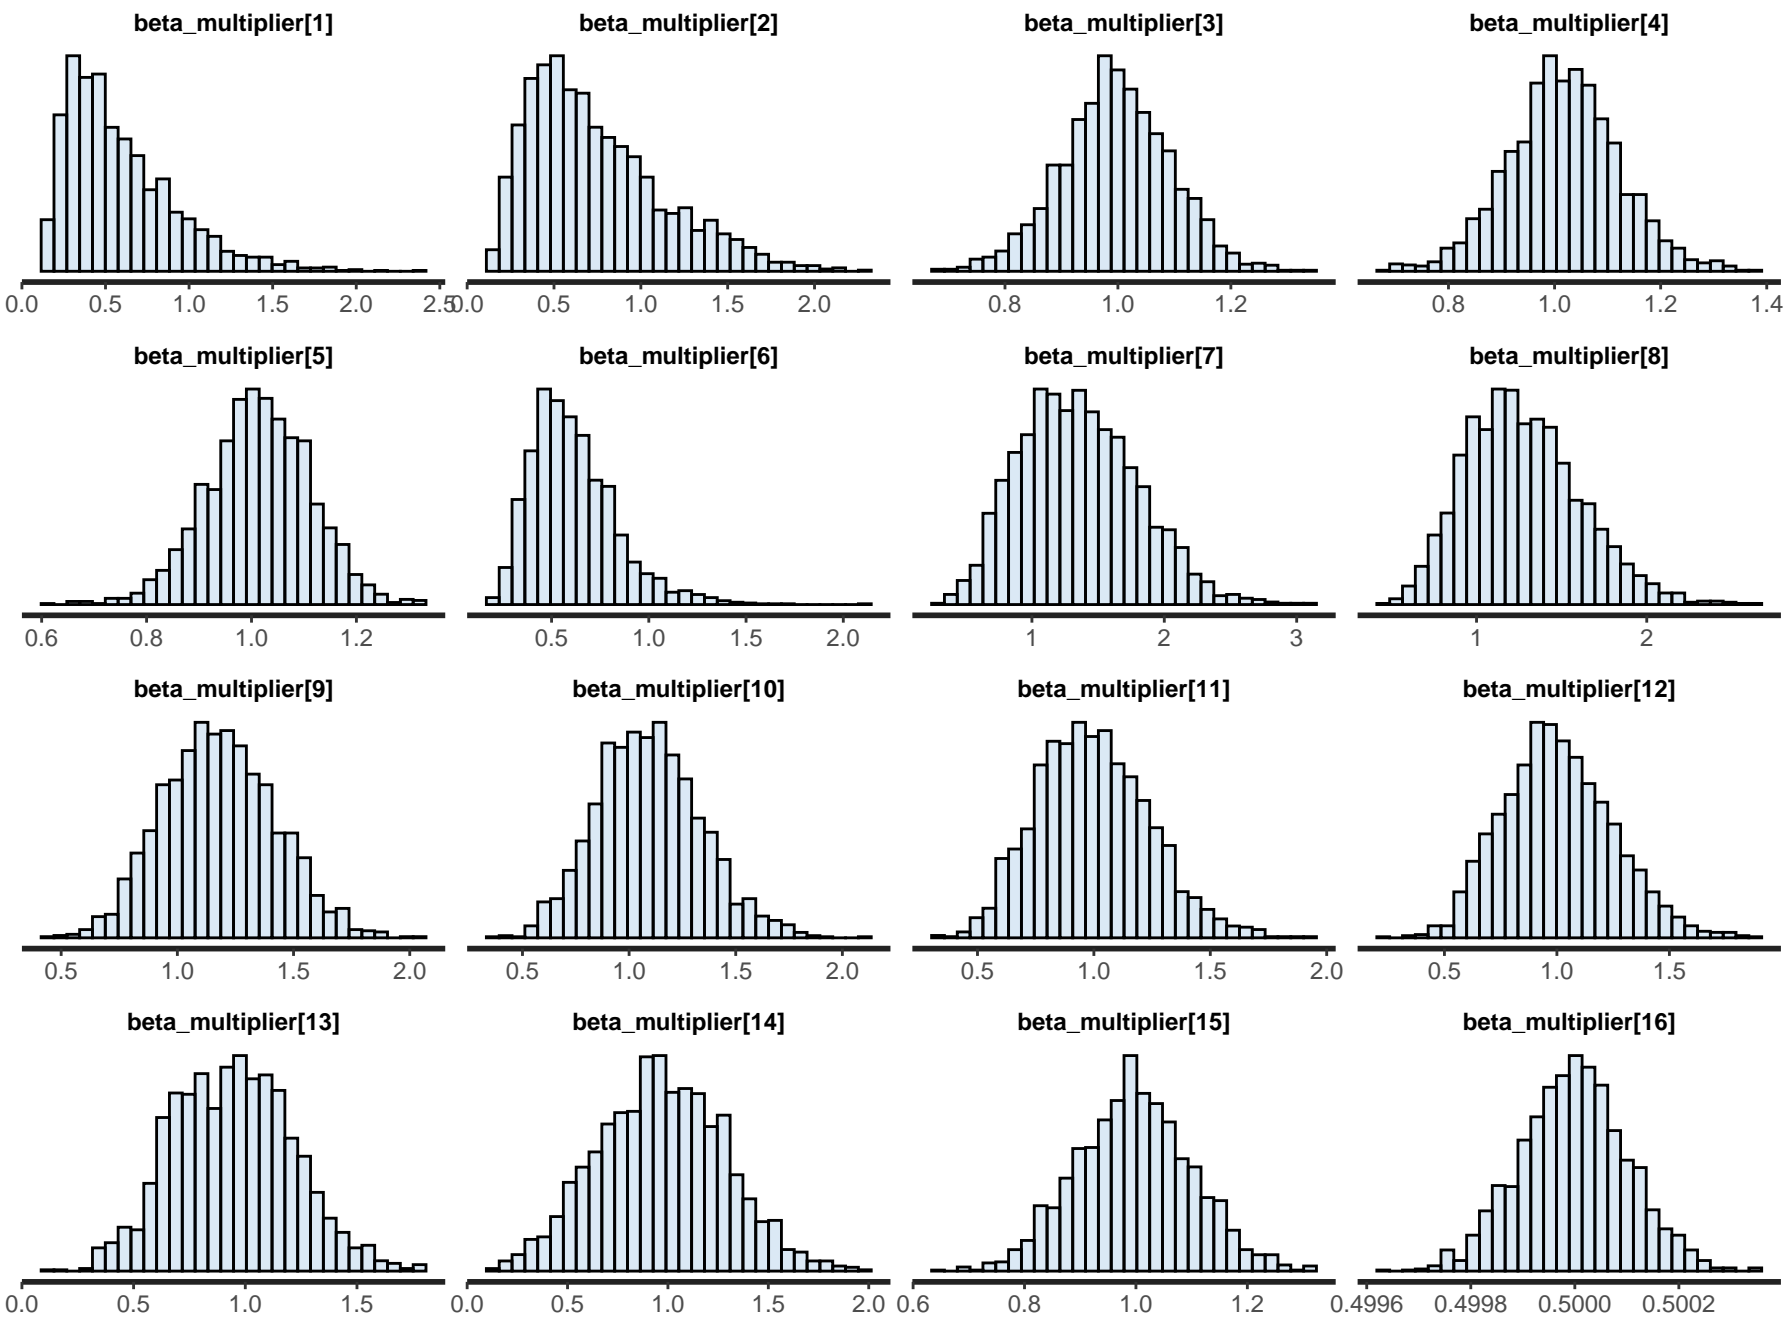 beta_multiplier[1] beta_multiplier[2] beta_multiplier[3] beta_multiplier[4]
0.0 0.5 1.0 1.5 2.0 2.5 0.0 0.5 1.0 1.5 2.0 0.8 1.0 1.2 0.8 1.0 1.2 1.4
beta_multiplier[5] beta_multiplier[6] beta_multiplier[7] beta_multiplier[8]
0.6 0.8 1.0 1.2 0.5 1.0 1.5 2.0 1 2 3 1 2
beta_multiplier[9] beta_multiplier[10] beta_multiplier[11] beta_multiplier[12]
0.5 1.0 1.5 2.0 0.5 1.0 1.5 2.0 0.5 1.0 1.5 2.0 0.5 1.0 1.5
beta_multiplier[13] beta_multiplier[14] beta_multiplier[15] beta_multiplier[16]
0.0 0.5 1.0 1.5 0.0 0.5 1.0 1.5 2.0 0.6 0.8 1.0 1.2 0.4996 0.4998 0.5000 0.5002